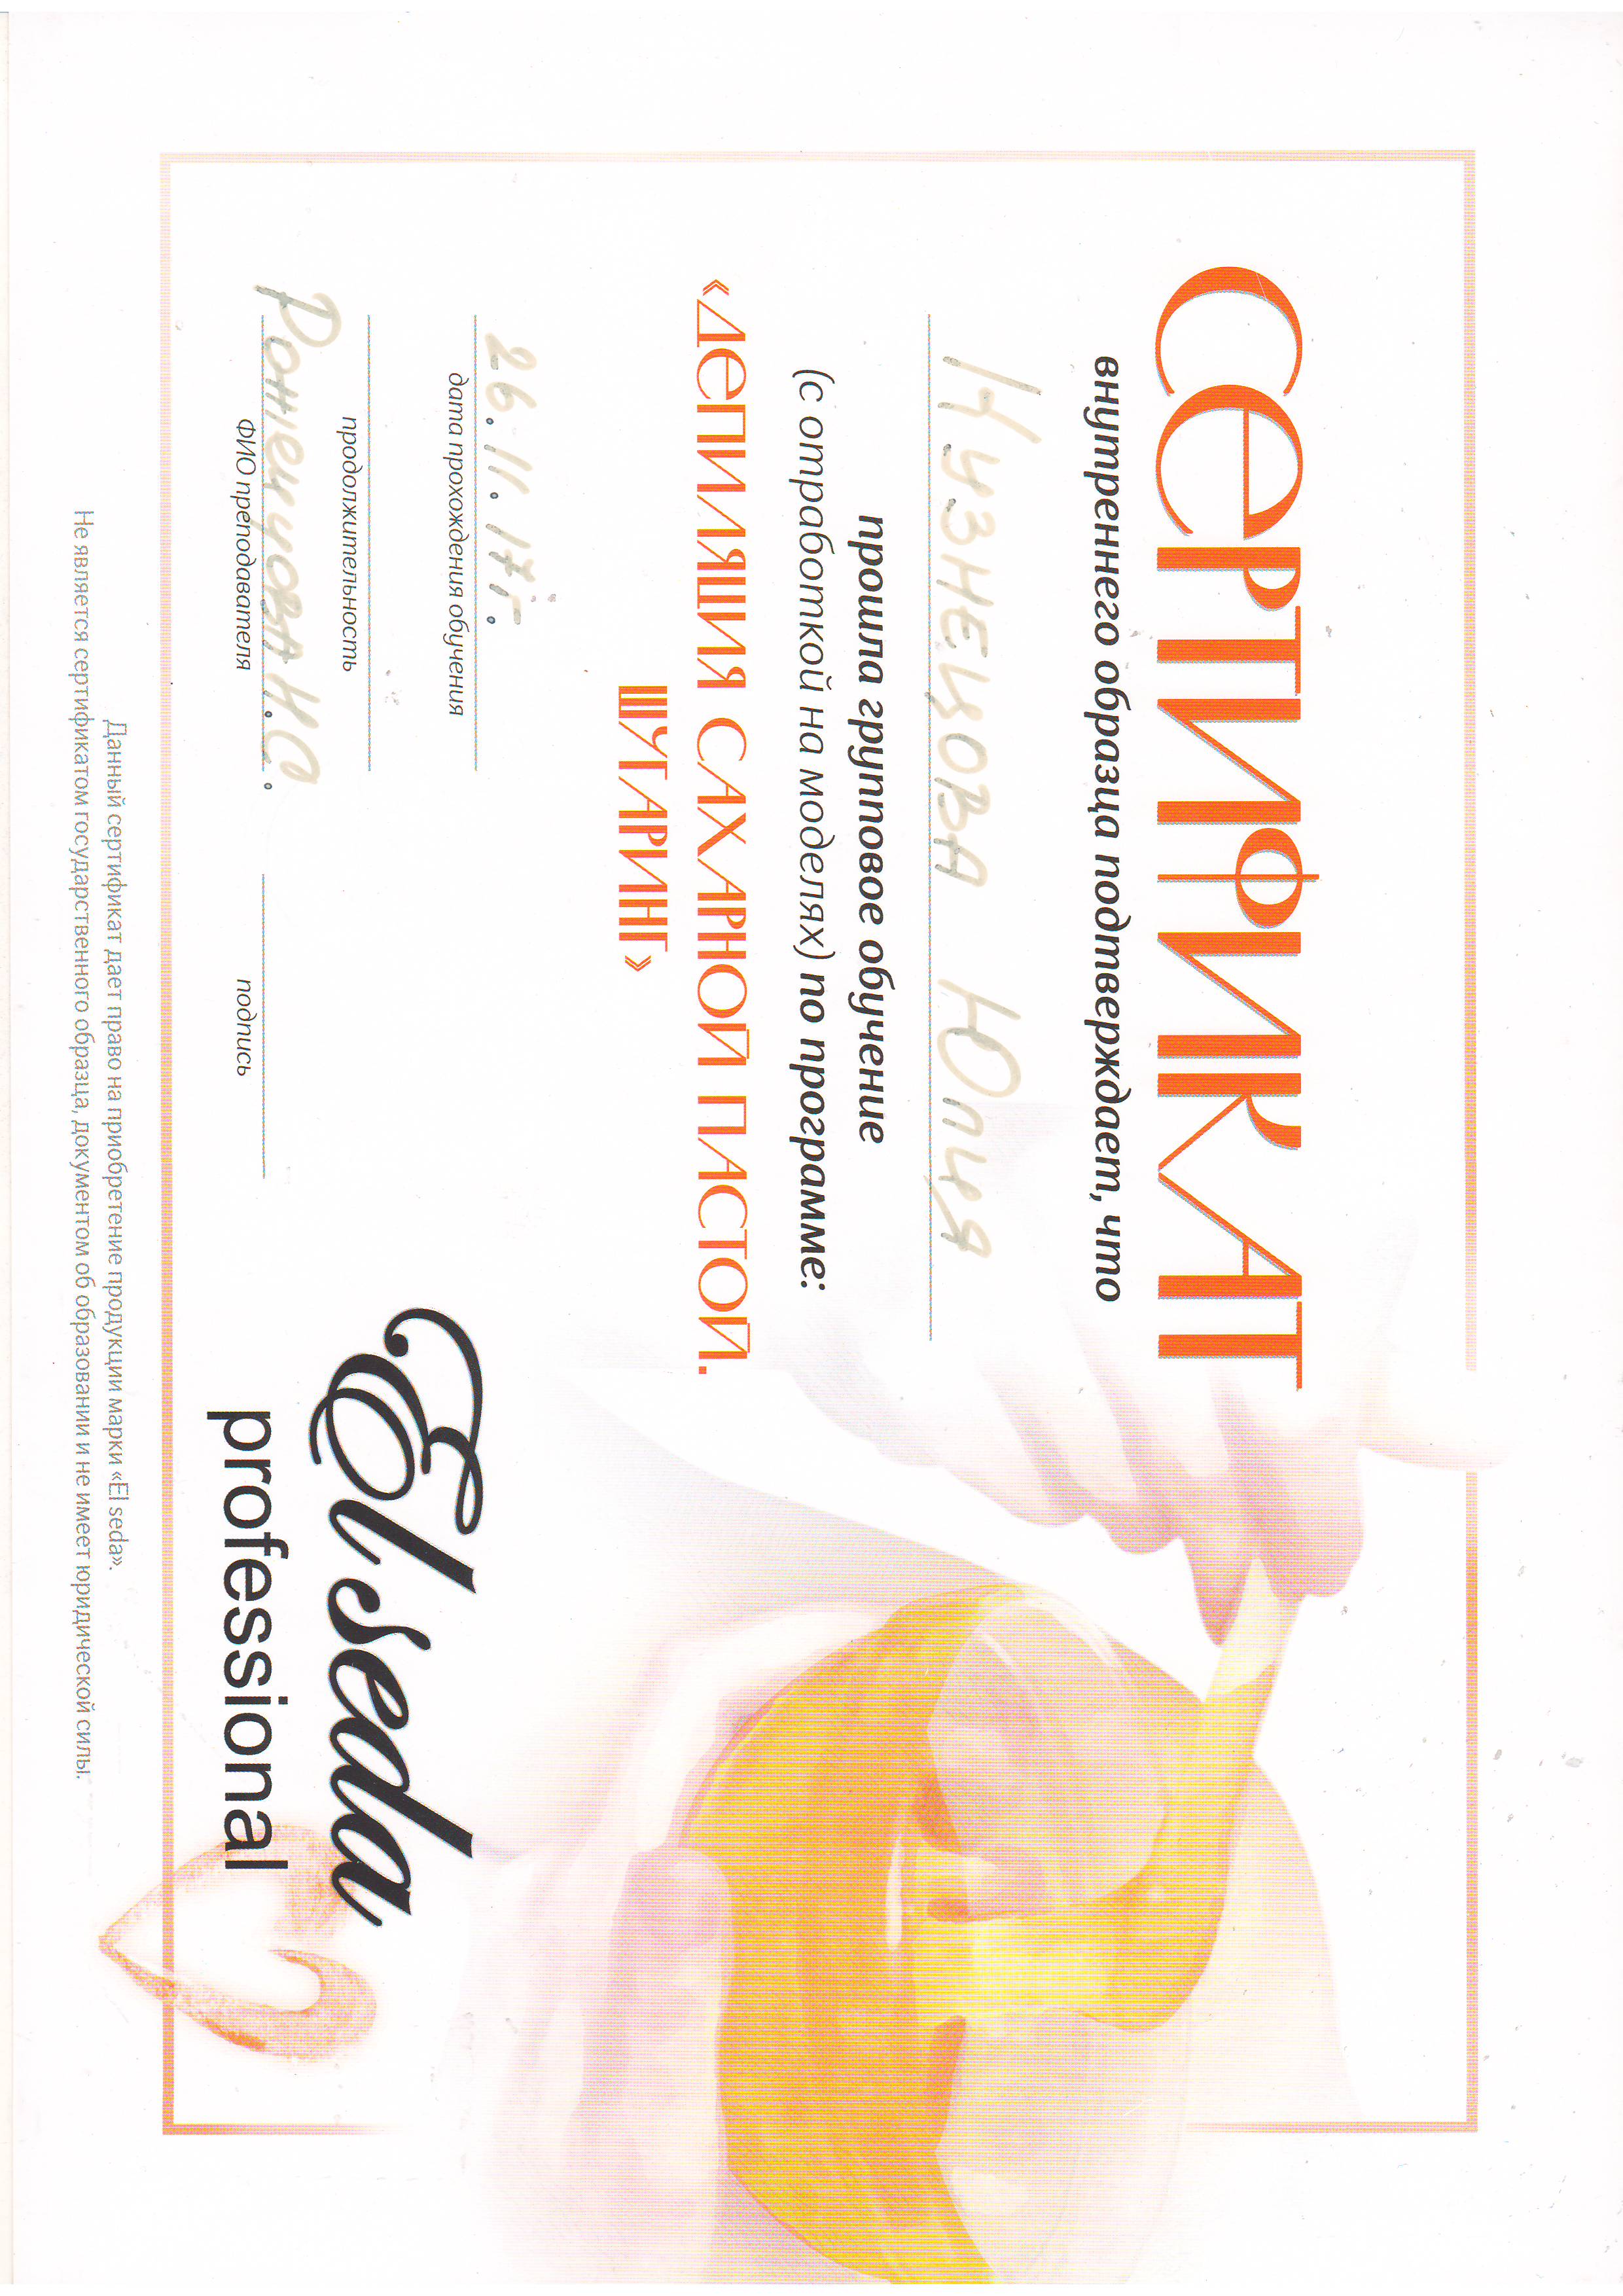 СЕРТИФИКАТ
внутреннего образца подтверждает, что
Кузнецова Юлия
прошла групповое обучение
(с отработкой на моделях) по программе:
«ДЕПИЛЯЦИЯ САХАРНОЙ ПАСТОЙ.
ШУГАРИНГ»
26.11.17г.
дата прохождения обучения
продолжительность
ФИО преподавателя
подпись
El seda
professional
Данный сертификат дает право на приобретение продукции марки «El seda».
Не является сертификатом государственного образца, документом об образовании и не имеет юридической силы.